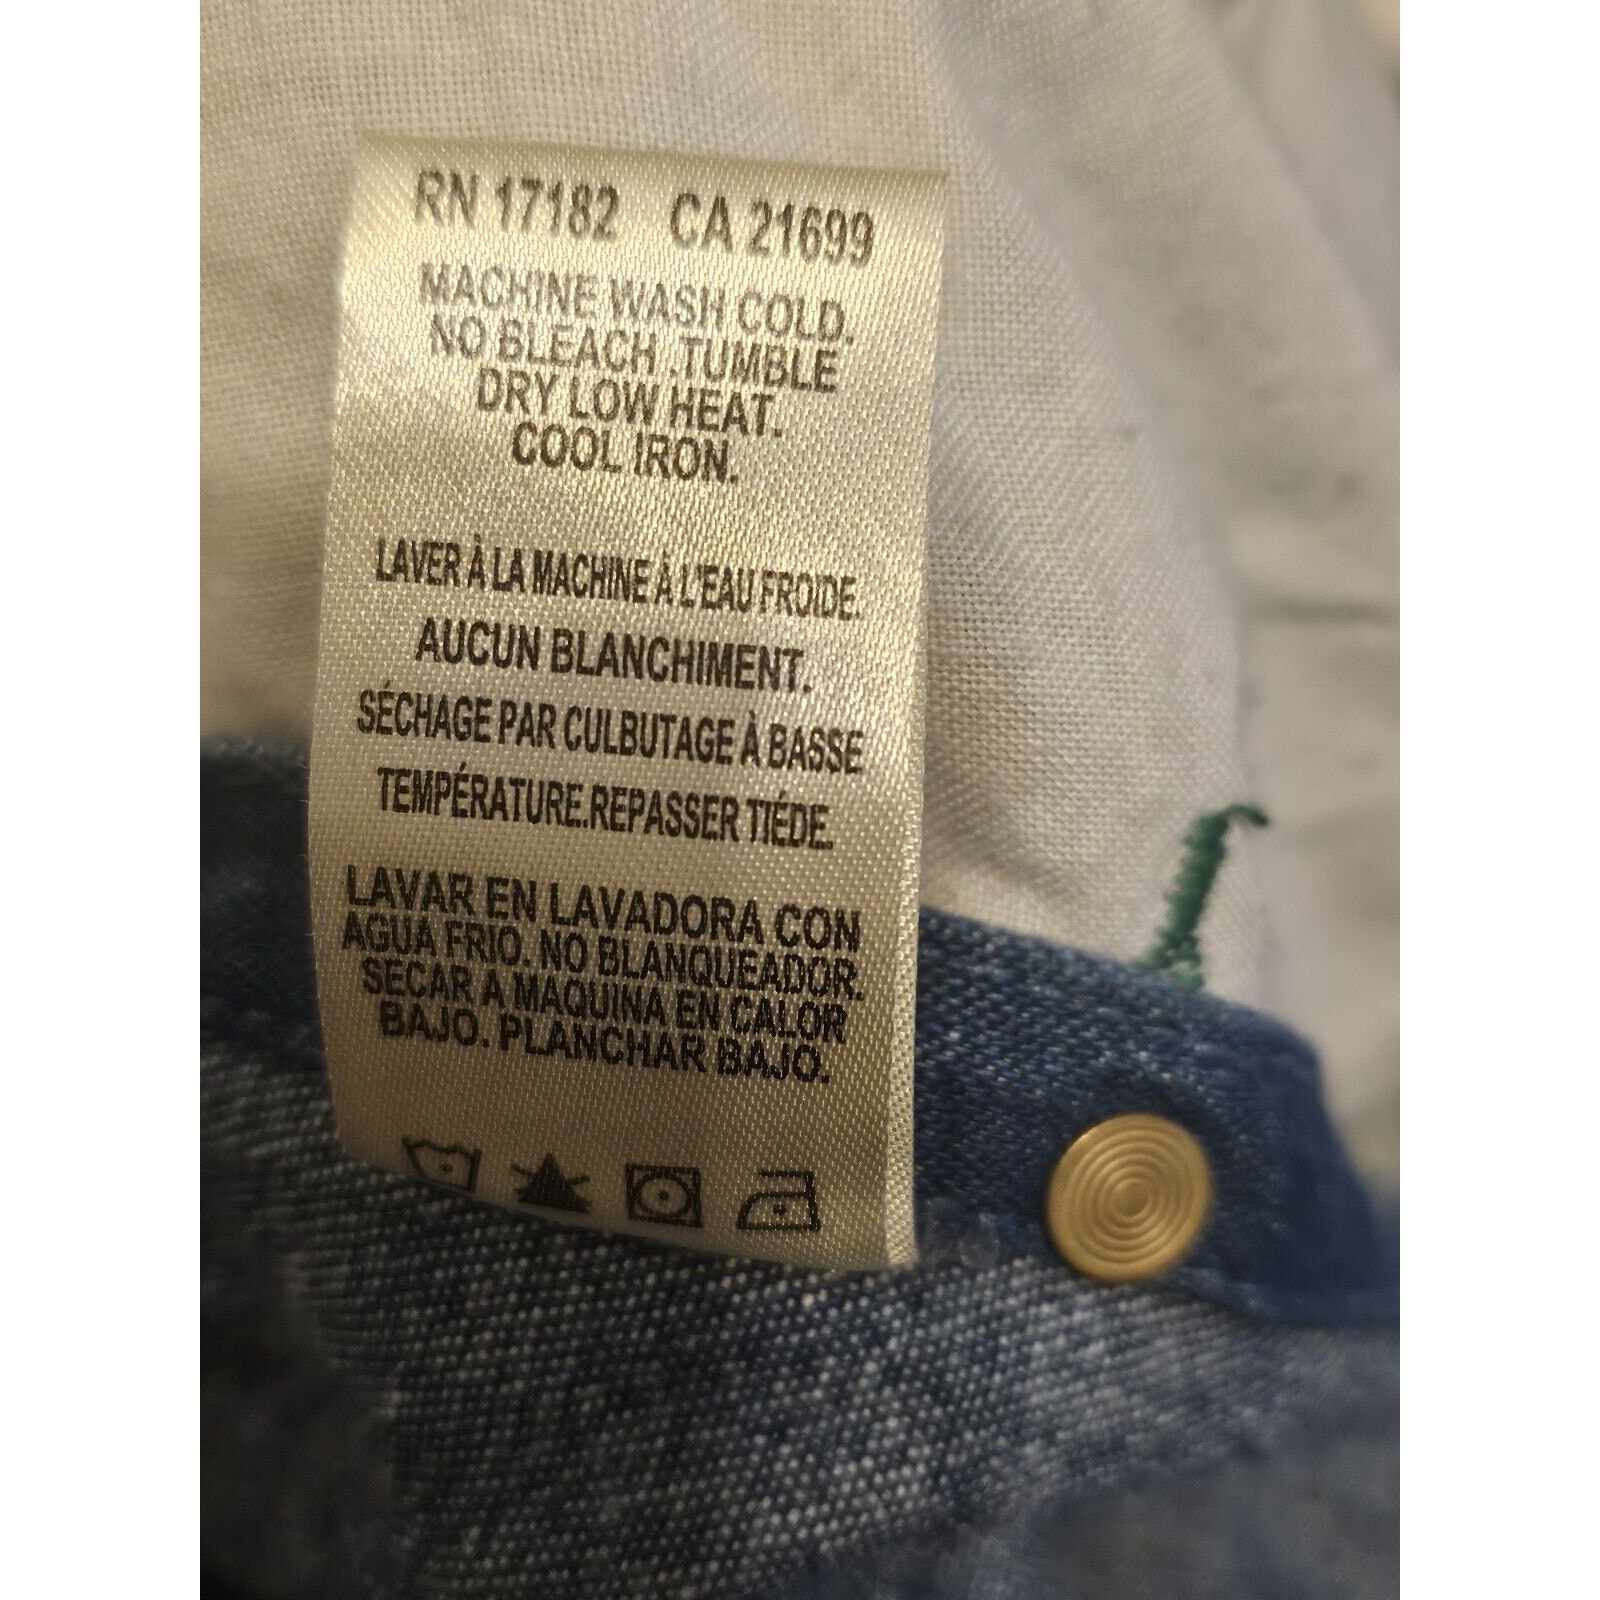 RN 17182 CA 21699
MACHINE WASH COLD.
NO BLEACH .TUMBLE
DRY LOW HEAT.
COOL IRON.
LAVER À LA MACHINE À L'EAU FROIDE.
AUCUN BLANCHIMENT.
SÉCHAGE PAR CULBUTAGE À BASSE
TEMPÉRATURE.REPASSER TIÉDE.
LAVAR EN LAVADORA CON
AGUA FRIO. NO BLANQUEADOR.
SECAR A MAQUINA EN CALOR
BAJO. PLANCHAR BAJO.